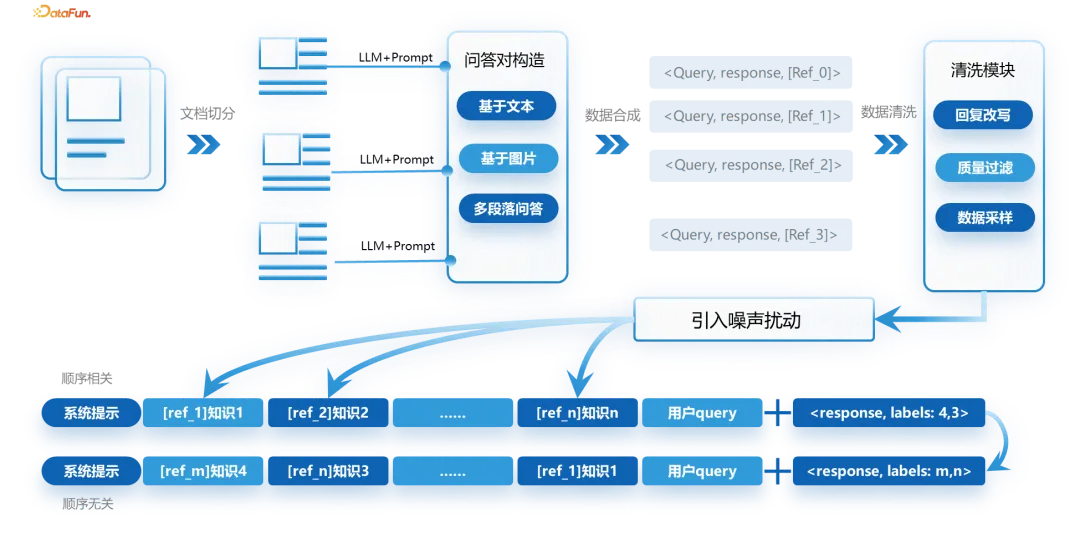 DataFun.
文档切分
LLM+Prompt
LLM+Prompt
LLM+Prompt
问答对构造
基于文本
基于图片
多段落问答
数据合成
<Query, response, [Ref_0]>
<Query, response, [Ref_1]>
<Query, response, [Ref_2]>
<Query, response, [Ref_3]>
数据清洗
清洗模块
回复改写
质量过滤
数据采样
引入噪声扰动
顺序相关
系统提示 [ref_1]知识1 [ref_2]知识2 ...... [ref_n]知识n 用户query + <response, labels: 4,3>
系统提示 [ref_m]知识4 [ref_n]知识3 ...... [ref_1]知识1 用户query + <response, labels: m,n>
顺序无关